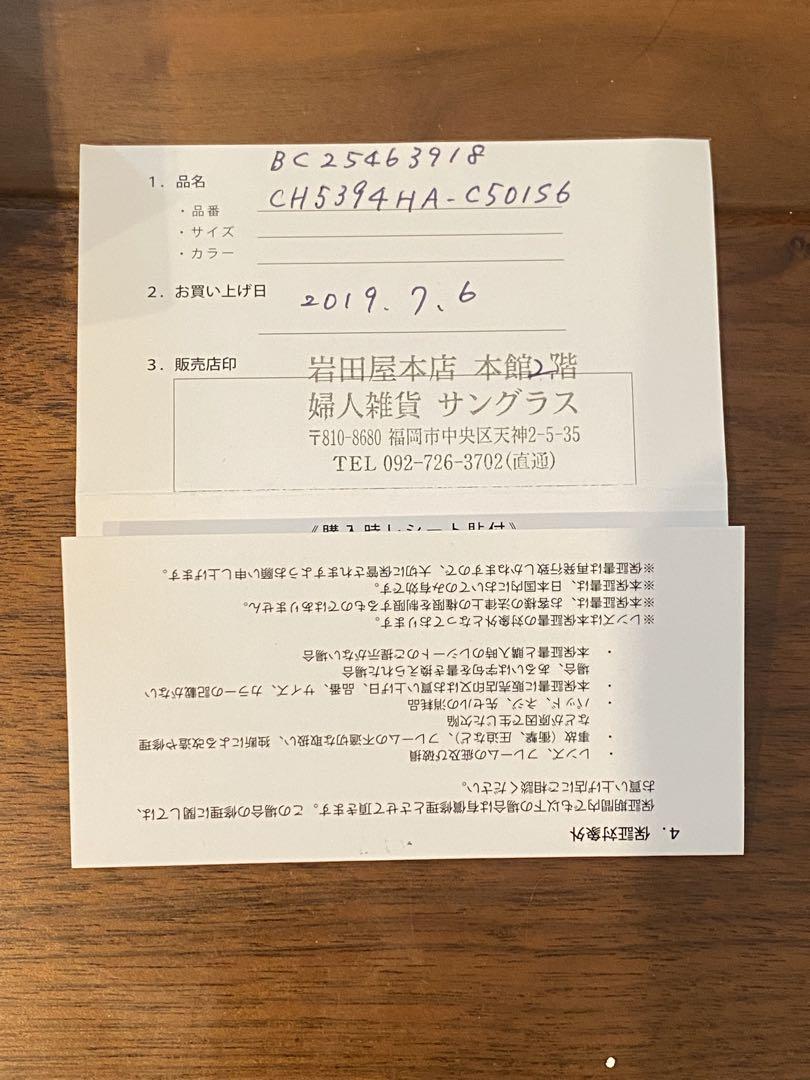 BC25463918
1. 品名
・品番 CH5394HA-C501S6
・サイズ
・カラー
2. お買い上げ日 2019.7.6
3. 販売店印
岩田屋本店 本館2階
婦人雑貨 サングラス
〒810-8680 福岡市中央区天神2-5-35
TEL 092-726-3702(直通)
《購入時レシート貼付》
4. 保証対象外
保証期間内でも以下の場合は有償修理とさせて頂きます。この場合の修理に関しては、
お買い上げ店にご相談ください。
・ レンズ、フレームの症及び破損
・ 事故（衝撃、圧迫など）、フレームの不適切な取扱い、独断による改造や修理
などが原因で生じた欠陥
・ パッド、ネジ、先セルの消耗品
・ 本保証書に販売店印又はお買い上げ日、品番、サイズ、カラーの記載がない
場合、あるいは字句を書き換えられた場合
・ 本保証書と購入時のレシートのご提示がない場合
※レンズは本保証書の対象外となっております。
※本保証書は、お客様の法律上の権限を制限するものではありません。
※本保証書は、日本国内においてのみ有効です。
※保証書は再発行致しかねますので、大切に保管されますようお願い申し上げます。